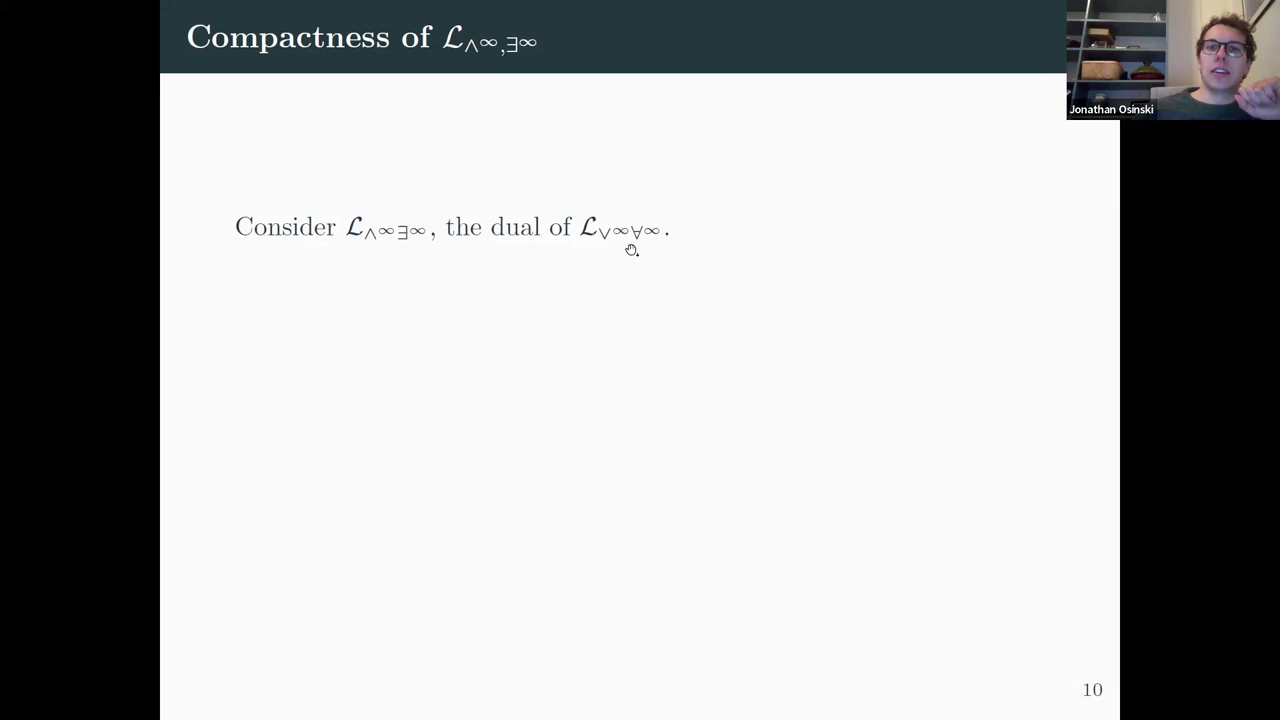 Compactness of 𝓛∧∞,∃∞
Jonathan Osinski
Consider 𝓛∧∞∃∞, the dual of 𝓛∨∞∀∞.
10